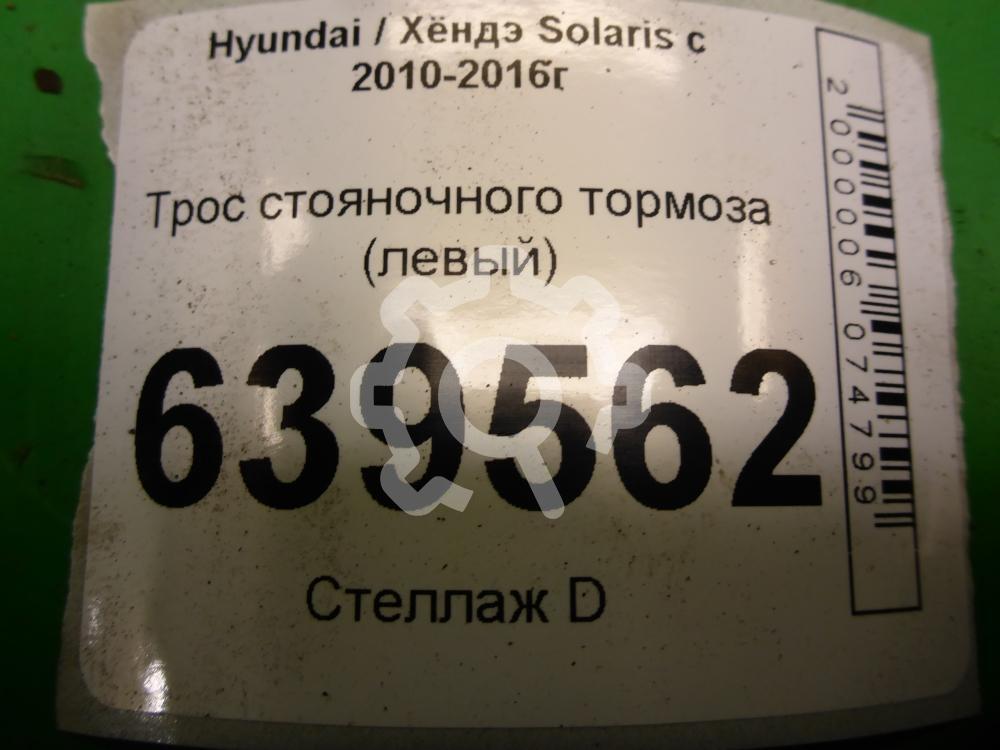 Hyundai / Хёндэ Solaris с
2010-2016г
Трос стояночного тормоза
(левый)
639562
Стеллаж D
2000006074799